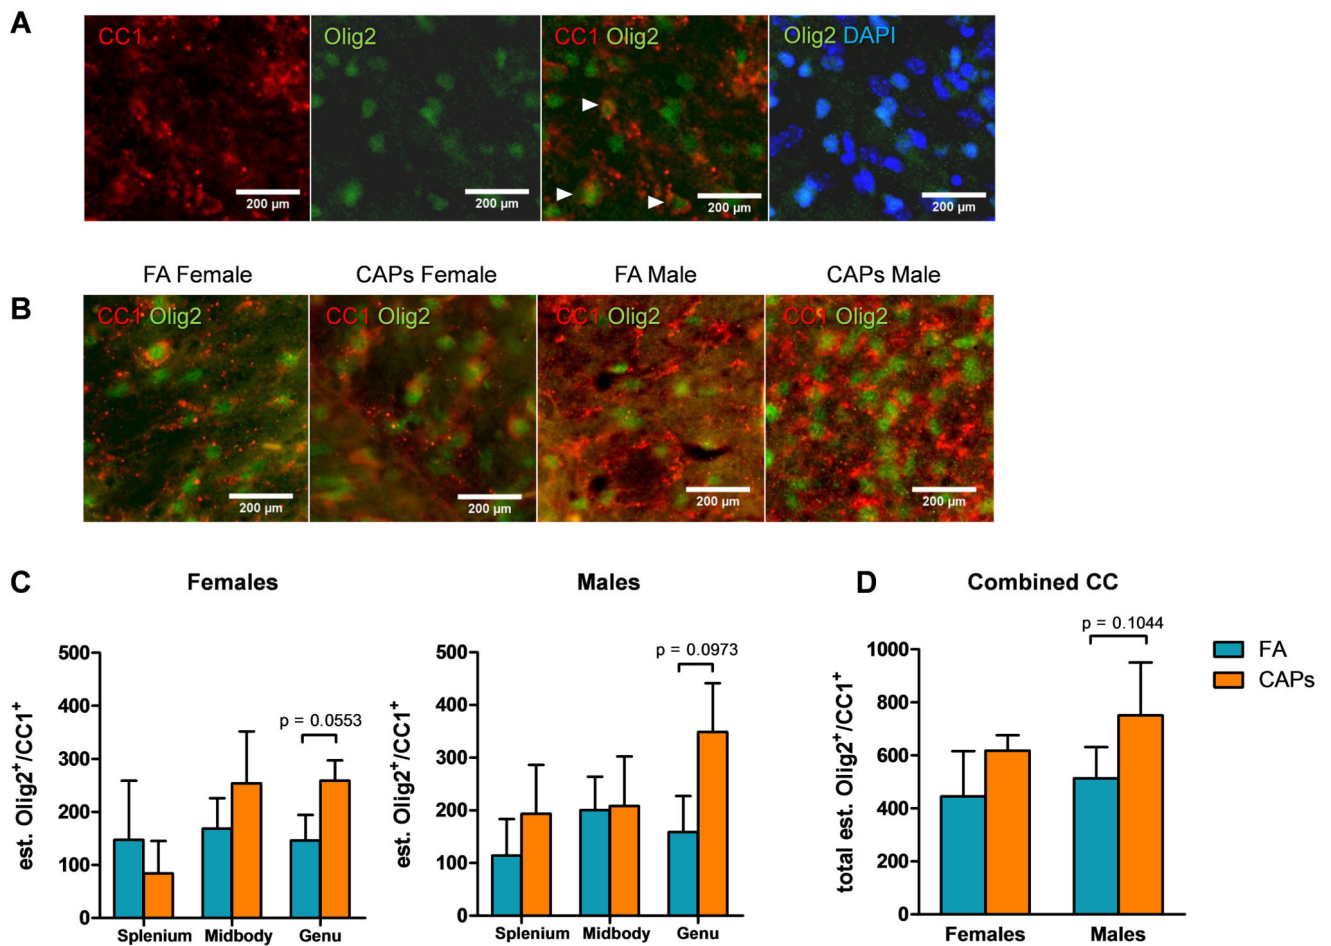 A
CC1
Olig2
CC1 Olig2
Olig2 DAPI
200 µm
200 µm
200 µm
200 µm
FA Female
CAPs Female
FA Male
CAPs Male
B
CC1 Olig2
CC1 Olig2
CC1 Olig2
CC1 Olig2
200 µm
200 µm
200 µm
200 µm
C
Females
est. Olig2⁺/CC1⁺
500
400
300
200
100
0
p = 0.0553
Splenium
Midbody
Genu
Males
est. Olig2⁺/CC1⁺
500
400
300
200
100
0
p = 0.0973
Splenium
Midbody
Genu
D
Combined CC
total est. Olig2⁺/CC1⁺
1000
800
600
400
200
0
p = 0.1044
Females
Males
FA
CAPs